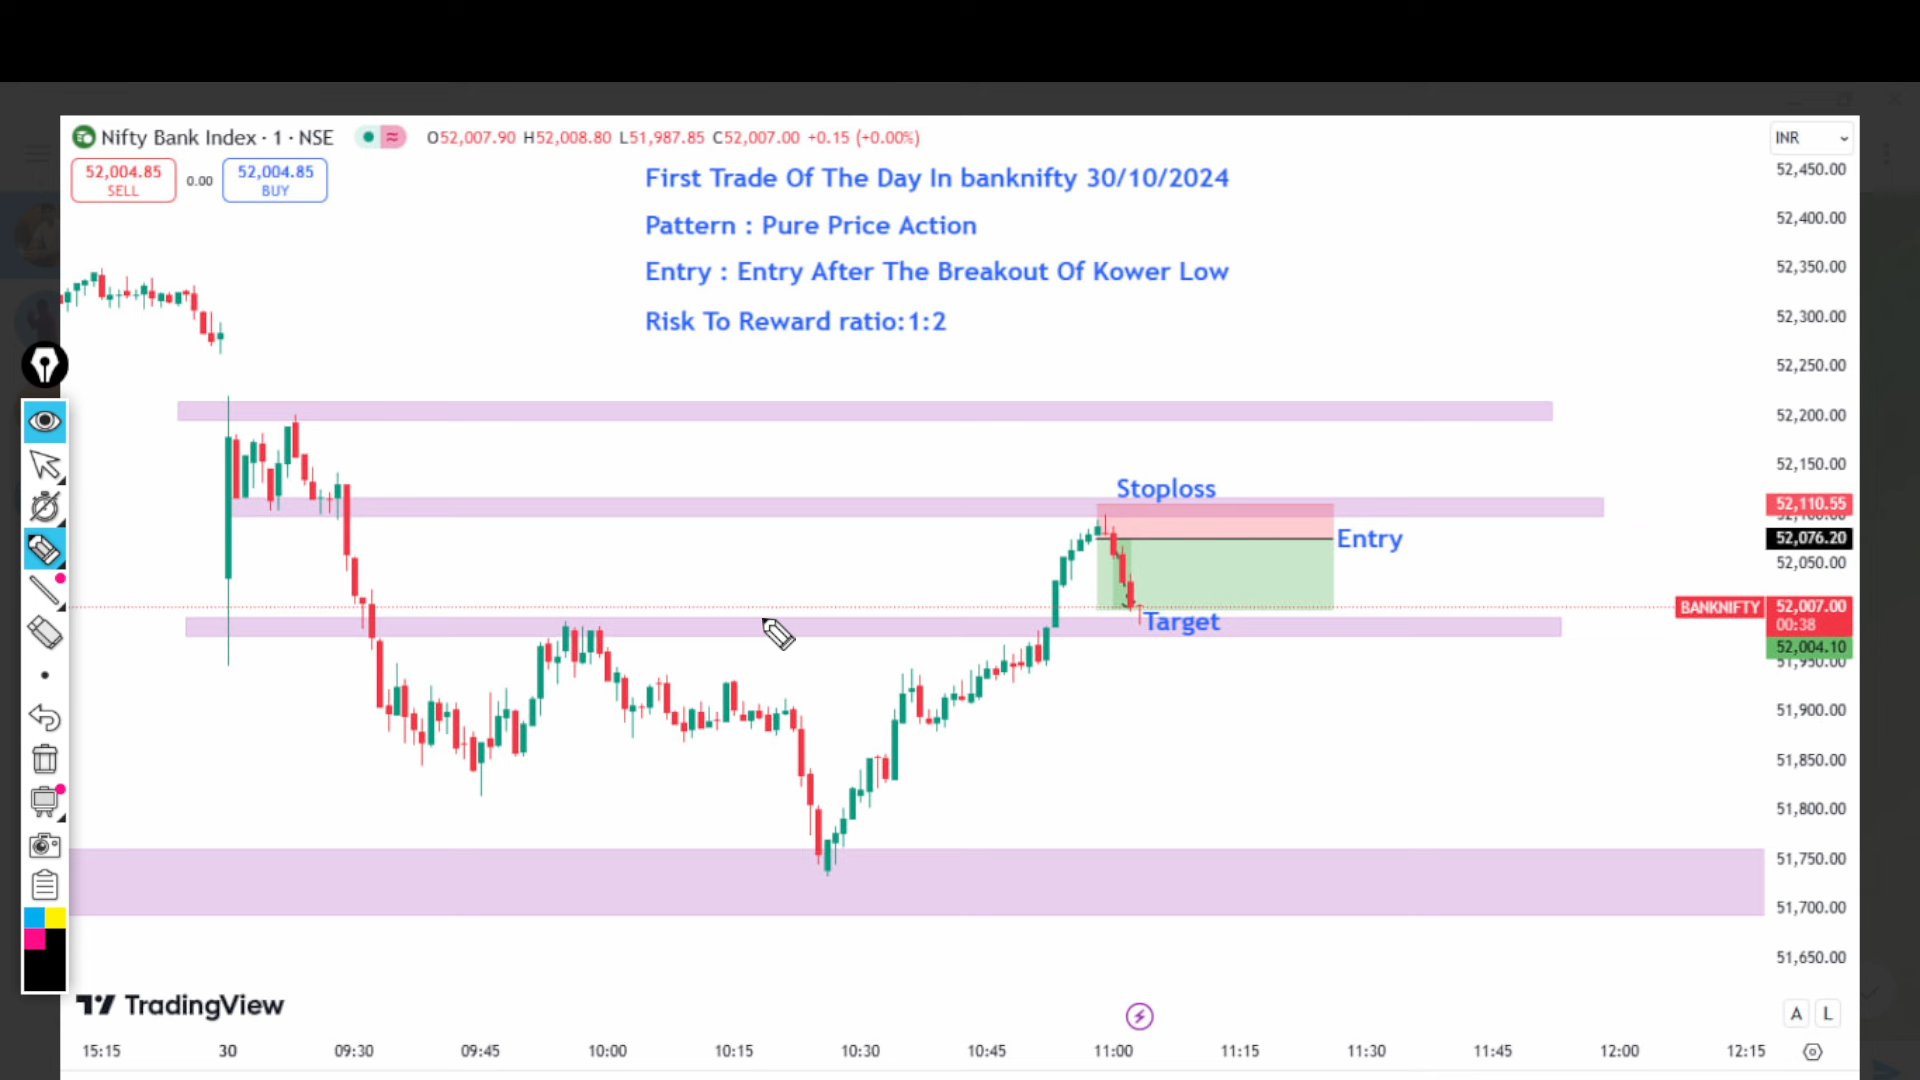 Nifty Bank Index · 1 · NSE
O52,007.90 H52,008.80 L51,987.85 C52,007.00 +0.15 (+0.00%)
INR
52,004.85
SELL
0.00
52,004.85
BUY
First Trade Of The Day In banknifty 30/10/2024
Pattern : Pure Price Action
Entry : Entry After The Breakout Of Kower Low
Risk To Reward ratio:1:2
52,450.00
52,400.00
52,350.00
52,300.00
52,250.00
52,200.00
52,150.00
Stoploss
52,110.55
52,100.00
Entry
52,076.20
52,050.00
BANKNIFTY
52,007.00
00:38
Target
52,004.10
51,950.00
51,900.00
51,850.00
51,800.00
51,750.00
51,700.00
51,650.00
TradingView
A
L
15:15
30
09:30
09:45
10:00
10:15
10:30
10:45
11:00
11:15
11:30
11:45
12:00
12:15